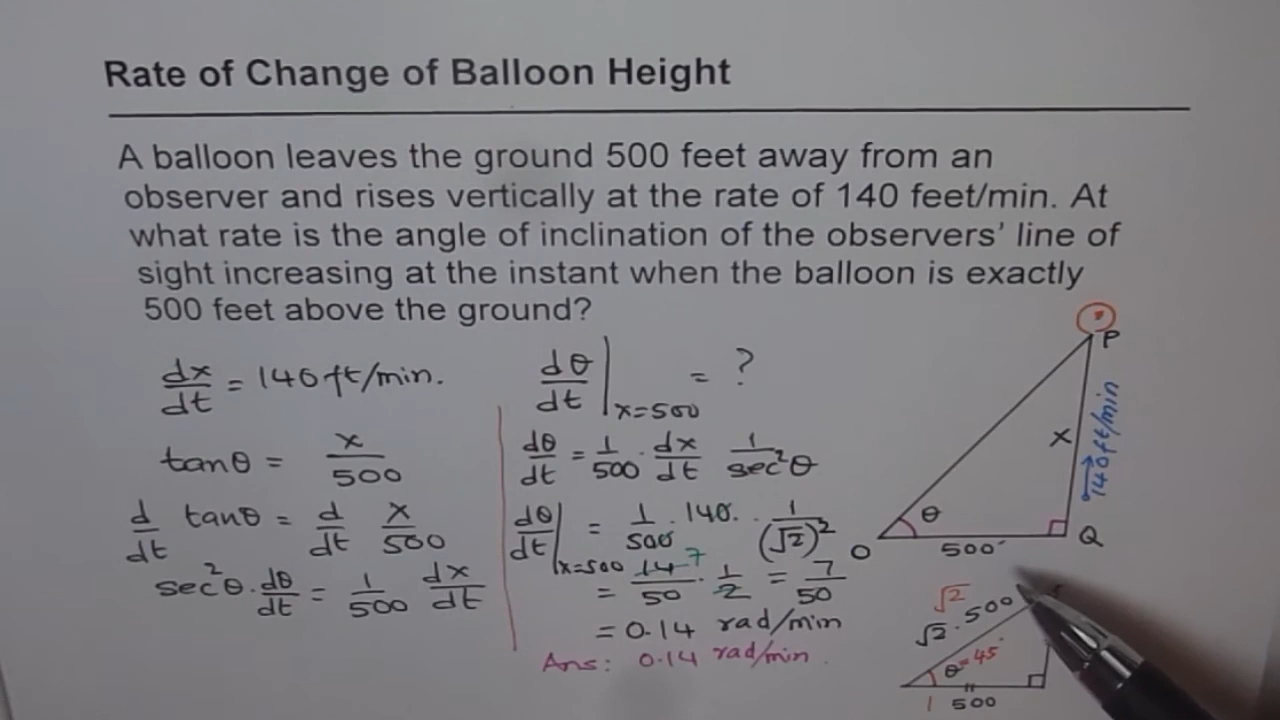 Rate of Change of Balloon Height
A balloon leaves the ground 500 feet away from an
observer and rises vertically at the rate of 140 feet/min. At
what rate is the angle of inclination of the observers' line of
sight increasing at the instant when the balloon is exactly
500 feet above the ground?
dx/dt = 140 ft/min.
tanθ = x/500
d/dt tanθ = d/dt x/500
sec²θ · dθ/dt = 1/500 dx/dt
dθ/dt |x=500 = ?
dθ/dt = 1/500 · dx/dt 1/sec²θ
dθ/dt |x=500 = 1/500 · 140 · 1/(√2)²
= 14/50 7 · 1/2 = 7/50
= 0.14 rad/min
Ans: 0.14 rad/min
P
x
140 ft/min
θ
O
500'
Q
√2
√2 · 500
θ=45°
1 500